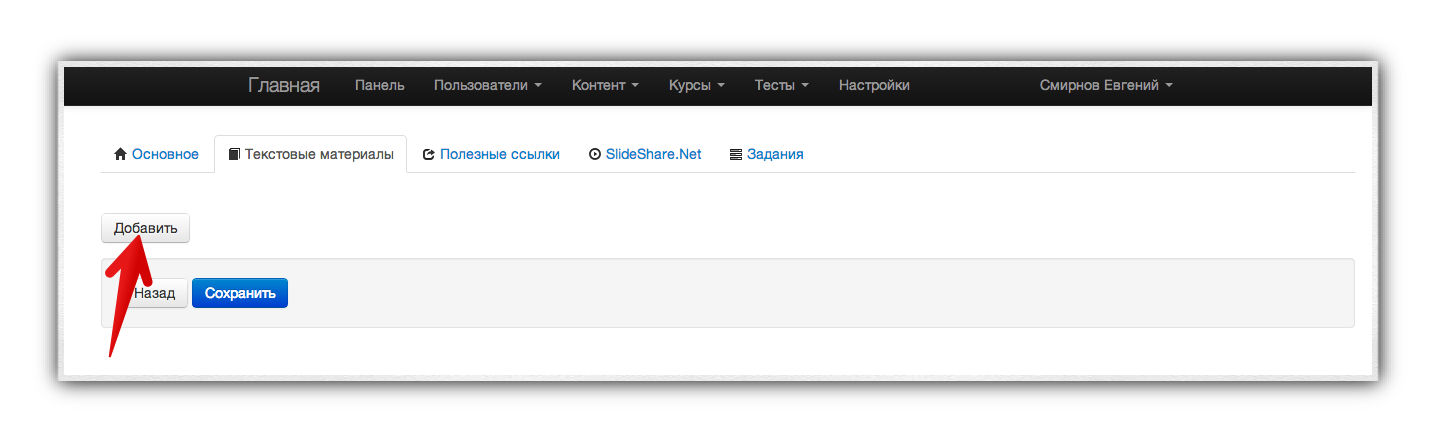 Главная Панель Пользователи Контент Курсы Тесты Настройки Смирнов Евгений
Основное Текстовые материалы Полезные ссылки SlideShare.Net Задания
Добавить
Назад Сохранить